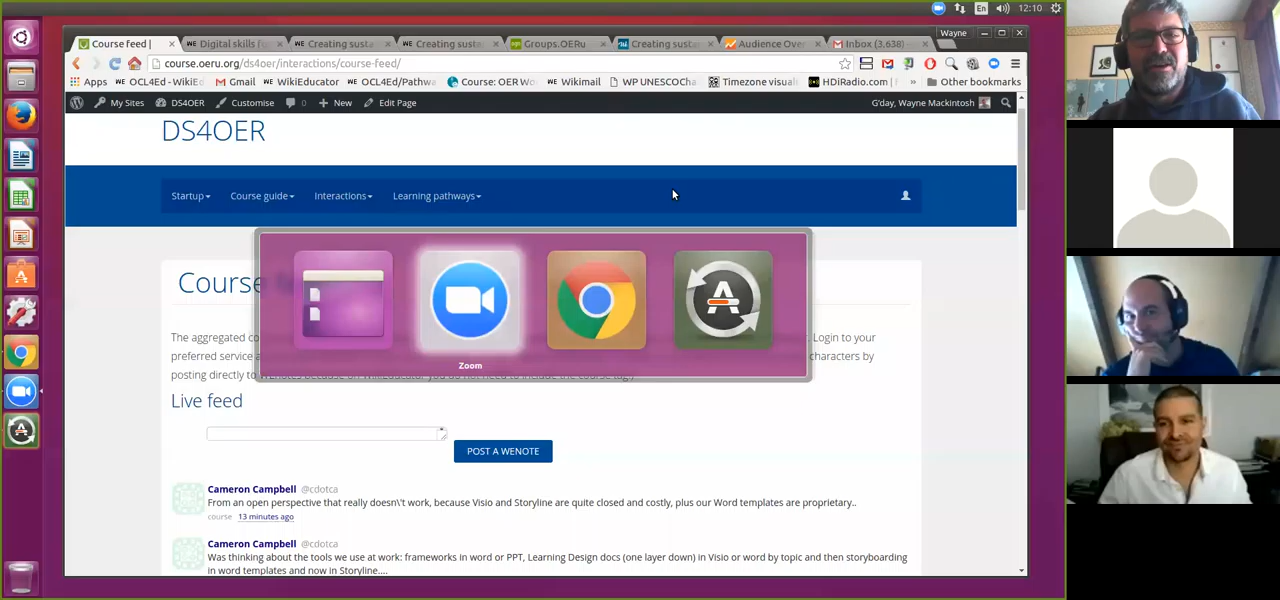 En 12:10
Wayne
Course feed |
Digital skills f
Creating susta
Creating susta
Groups.OERu
Creating susta
Audience Over
Inbox (3,638)
course.oeru.org/ds4oer/interactions/course-feed/
Apps
OCL4Ed - WikiEd
Gmail
WikiEducator
OCL4Ed/Pathwa
Course: OER Wo
Wikimail
WP UNESCOCha
Timezone visual
HDiRadio.com |
» Other bookmarks
My Sites DS4OER Customise 0 New Edit Page G'day, Wayne Mackintosh
DS4OER
Startup Course guide Interactions Learning pathways
Course
Zoom
The aggregated co
. Login to your
preferred service a
characters by
posting directly to
Live feed
POST A WENOTE
Cameron Campbell @cdotca
From an open perspective that really doesn\'t work, because Visio and Storyline are quite closed and costly, plus our Word templates are proprietary..
course 13 minutes ago
Cameron Campbell @cdotca
Was thinking about the tools we use at work: frameworks in word or PPT, Learning Design docs (one layer down) in Visio or word by topic and then storyboarding
in word templates and now in Storyline....